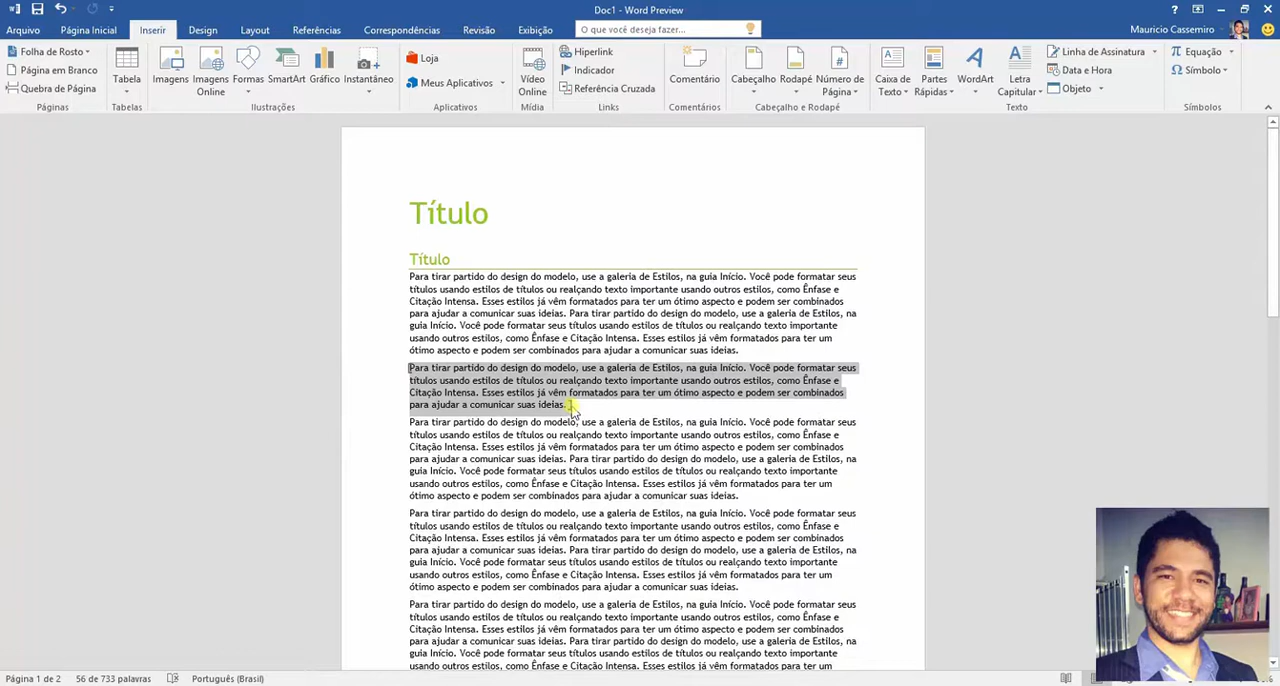 Doc1 - Word Preview
Arquivo Página Inicial Inserir Design Layout Referências Correspondências Revisão Exibição O que você deseja fazer... Mauricio Cassemiro
Folha de Rosto
Página em Branco
Quebra de Página
Páginas
Tabela
Tabelas
Imagens
Imagens Online
Formas
SmartArt
Gráfico
Instantâneo
Ilustrações
Loja
Meus Aplicativos
Aplicativos
Vídeo Online
Mídia
Hiperlink
Indicador
Referência Cruzada
Links
Comentário
Comentários
Cabeçalho
Rodapé
Número de Página
Cabeçalho e Rodapé
Caixa de Texto
Partes Rápidas
WordArt
Letra Capitular
Linha de Assinatura
Data e Hora
Objeto
Texto
Equação
Símbolo
Símbolos
Título
Título
Para tirar partido do design do modelo, use a galeria de Estilos, na guia Início. Você pode formatar seus
títulos usando estilos de títulos ou realçando texto importante usando outros estilos, como Ênfase e
Citação Intensa. Esses estilos já vêm formatados para ter um ótimo aspecto e podem ser combinados
para ajudar a comunicar suas ideias. Para tirar partido do design do modelo, use a galeria de Estilos, na
guia Início. Você pode formatar seus títulos usando estilos de títulos ou realçando texto importante
usando outros estilos, como Ênfase e Citação Intensa. Esses estilos já vêm formatados para ter um
ótimo aspecto e podem ser combinados para ajudar a comunicar suas ideias.
Para tirar partido do design do modelo, use a galeria de Estilos, na guia Início. Você pode formatar seus
títulos usando estilos de títulos ou realçando texto importante usando outros estilos, como Ênfase e
Citação Intensa. Esses estilos já vêm formatados para ter um ótimo aspecto e podem ser combinados
para ajudar a comunicar suas ideias.
Para tirar partido do design do modelo, use a galeria de Estilos, na guia Início. Você pode formatar seus
títulos usando estilos de títulos ou realçando texto importante usando outros estilos, como Ênfase e
Citação Intensa. Esses estilos já vêm formatados para ter um ótimo aspecto e podem ser combinados
para ajudar a comunicar suas ideias. Para tirar partido do design do modelo, use a galeria de Estilos, na
guia Início. Você pode formatar seus títulos usando estilos de títulos ou realçando texto importante
usando outros estilos, como Ênfase e Citação Intensa. Esses estilos já vêm formatados para ter um
ótimo aspecto e podem ser combinados para ajudar a comunicar suas ideias.
Para tirar partido do design do modelo, use a galeria de Estilos, na guia Início. Você pode formatar seus
títulos usando estilos de títulos ou realçando texto importante usando outros estilos, como Ênfase e
Citação Intensa. Esses estilos já vêm formatados para ter um ótimo aspecto e podem ser combinados
para ajudar a comunicar suas ideias. Para tirar partido do design do modelo, use a galeria de Estilos, na
guia Início. Você pode formatar seus títulos usando estilos de títulos ou realçando texto importante
usando outros estilos, como Ênfase e Citação Intensa. Esses estilos já vêm formatados para ter um
ótimo aspecto e podem ser combinados para ajudar a comunicar suas ideias.
Para tirar partido do design do modelo, use a galeria de Estilos, na guia Início. Você pode formatar seus
títulos usando estilos de títulos ou realçando texto importante usando outros estilos, como Ênfase e
Citação Intensa. Esses estilos já vêm formatados para ter um ótimo aspecto e podem ser combinados
para ajudar a comunicar suas ideias. Para tirar partido do design do modelo, use a galeria de Estilos, na
guia Início. Você pode formatar seus títulos usando estilos de títulos ou realçando texto importante
usando outros estilos, como Ênfase e Citação Intensa. Esses estilos já vêm formatados para ter um
Página 1 de 2 56 de 733 palavras Português (Brasil)